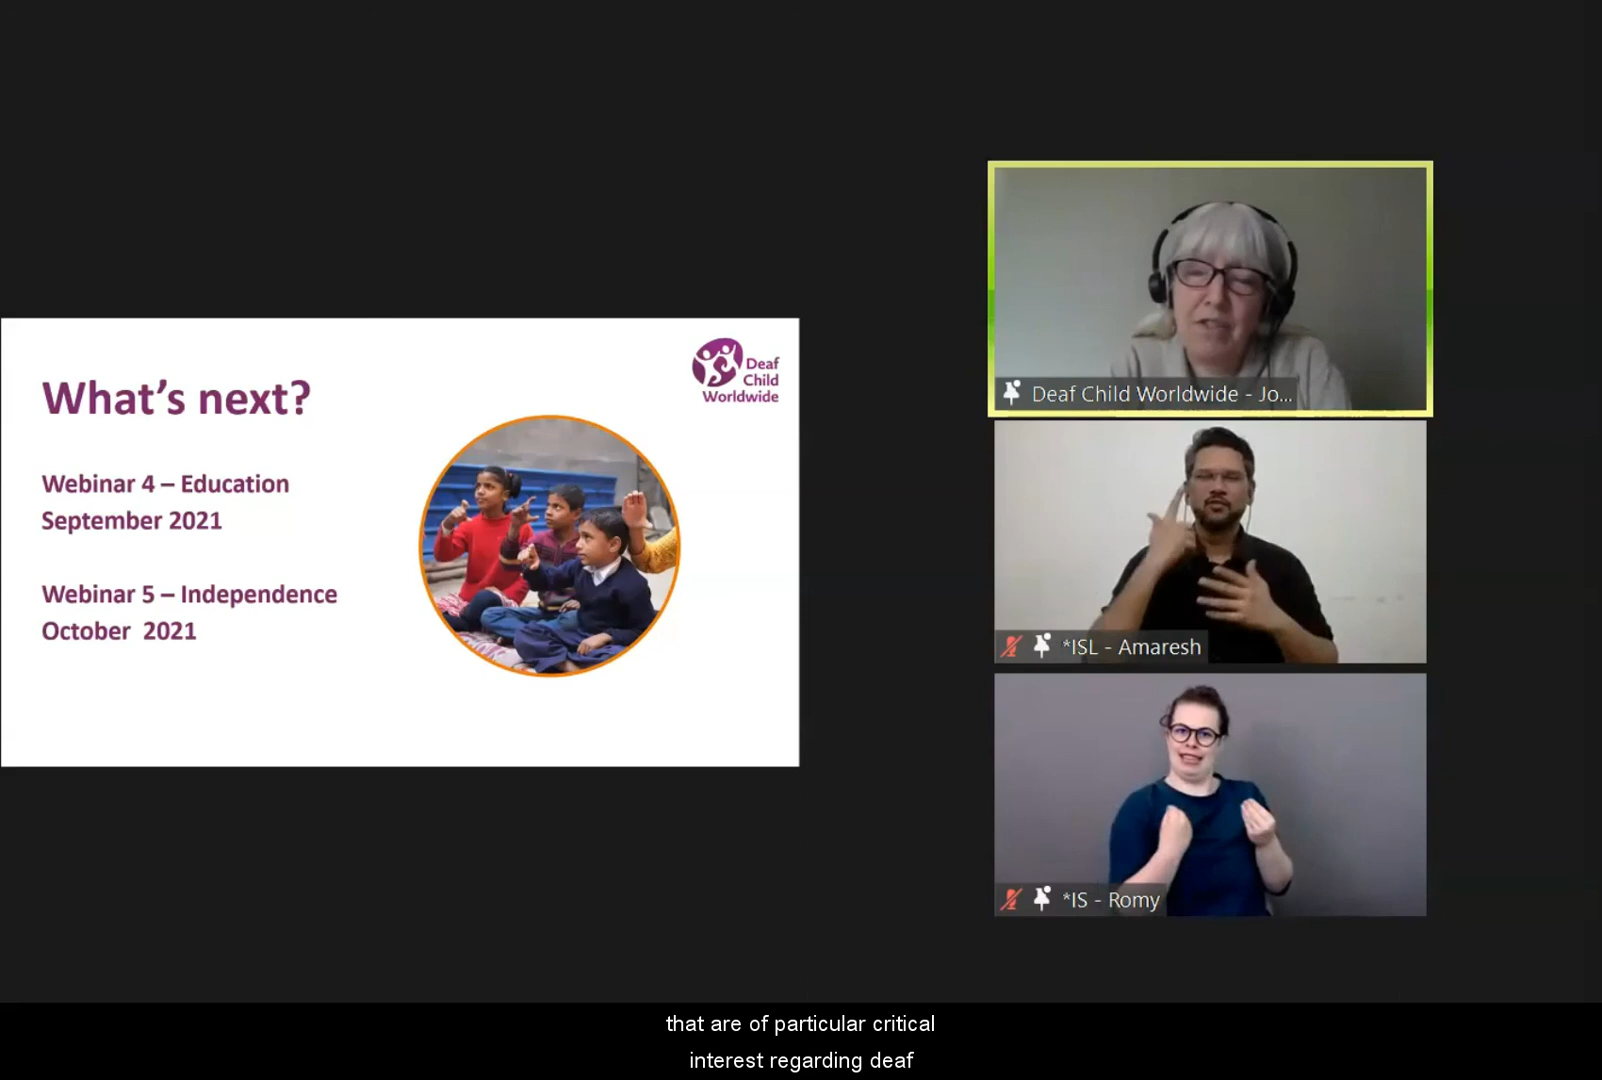 What's next?
Deaf
Child
Worldwide
Webinar 4 – Education
September 2021
Webinar 5 – Independence
October 2021
Deaf Child Worldwide - Jo...
*ISL - Amaresh
*IS - Romy
that are of particular critical
interest regarding deaf